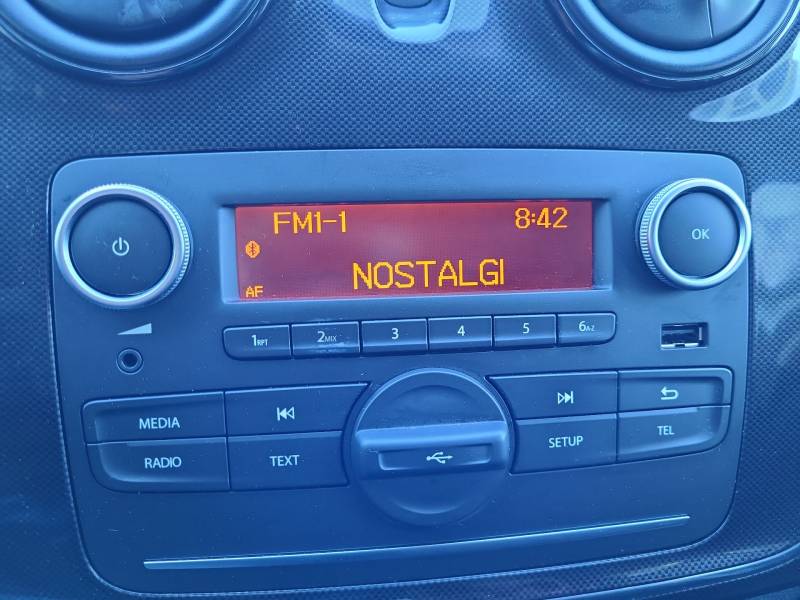 FM1-1 8:42
NOSTALGI
AF
OK
1RPT 2MIX 3 4 5 6A-Z
MEDIA
RADIO TEXT SETUP TEL